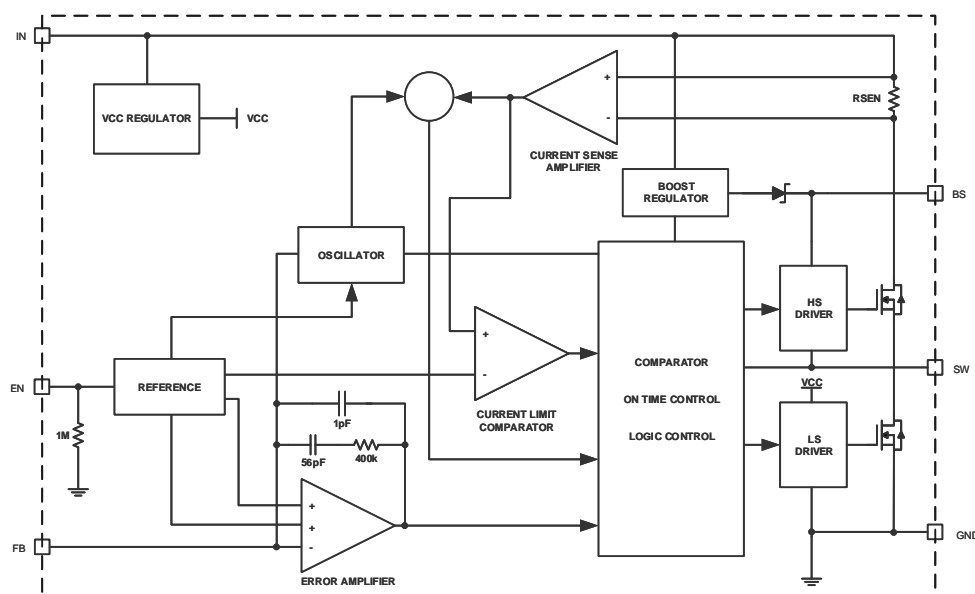 IN
VCC REGULATOR
VCC
+
-
RSEN
CURRENT SENSE
AMPLIFIER
BOOST
REGULATOR
BS
OSCILLATOR
HS
DRIVER
+
-
COMPARATOR
ON TIME CONTROL
LOGIC CONTROL
SW
EN
REFERENCE
VCC
CURRENT LIMIT
COMPARATOR
1pF
1M
56pF
400k
LS
DRIVER
+
+
-
FB
GND
ERROR AMPLIFIER